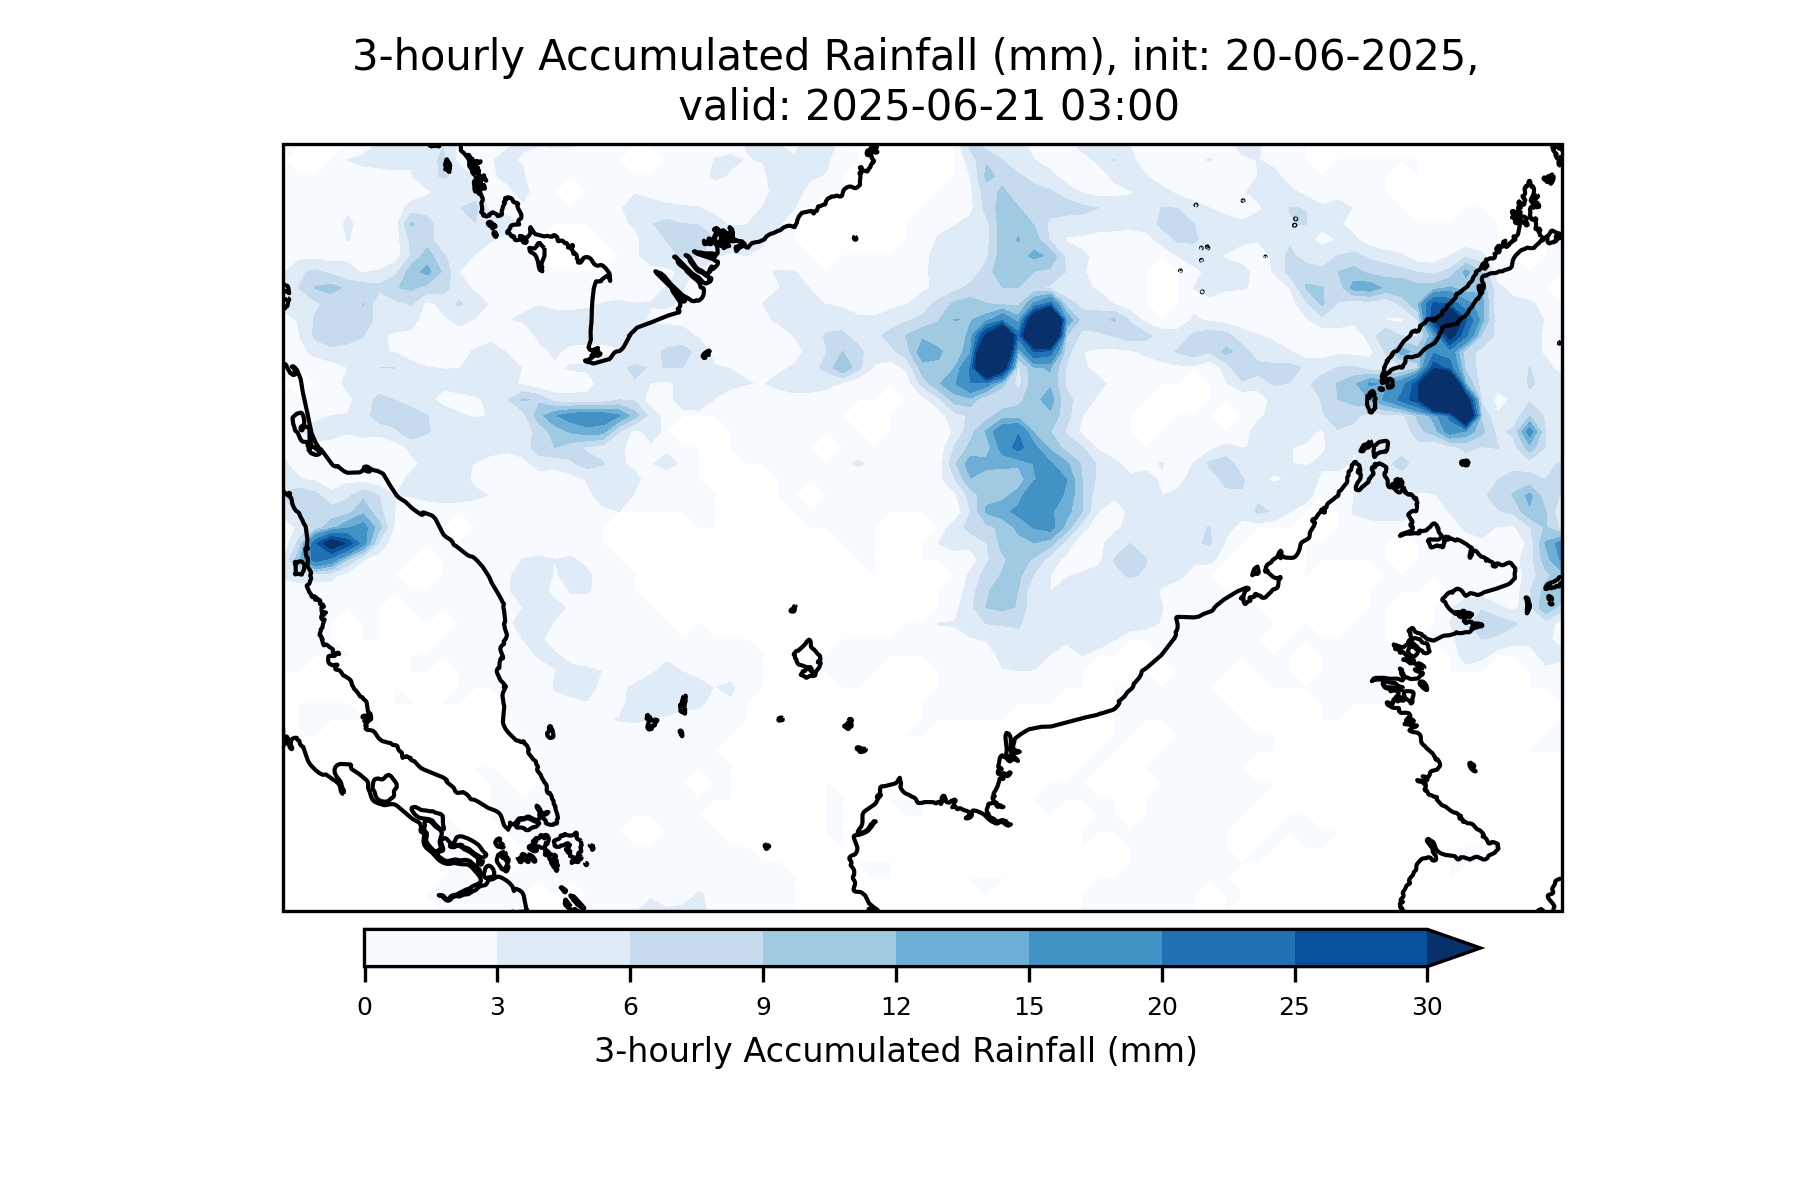 3-hourly Accumulated Rainfall (mm), init: 20-06-2025,
valid: 2025-06-21 03:00
0 3 6 9 12 15 20 25 30
3-hourly Accumulated Rainfall (mm)